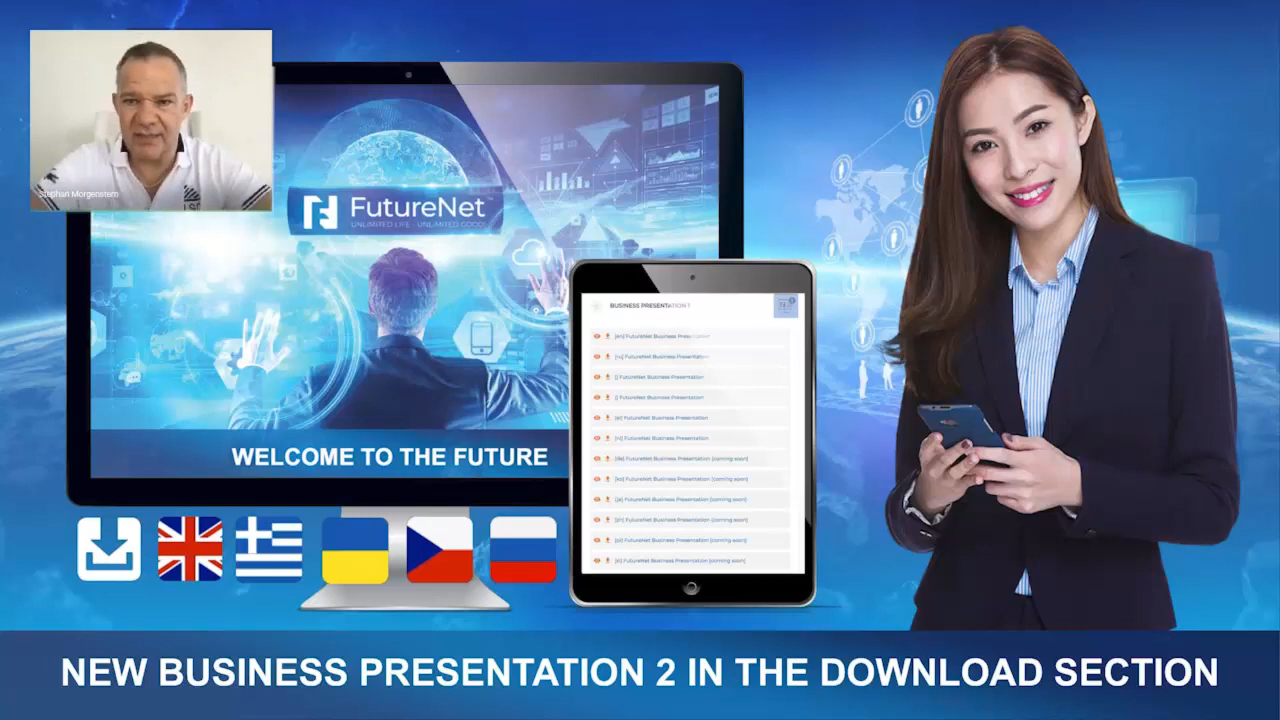 Stephan Morgenstern
FutureNet
UNLIMITED LIFE · UNLIMITED GOOD!
WELCOME TO THE FUTURE
BUSINESS PRESENTATION 1
[en] FutureNet Business Presentation
[ru] FutureNet Business Presentation
[] FutureNet Business Presentation
[] FutureNet Business Presentation
FutureNet Business Presentation
FutureNet Business Presentation
[de] FutureNet Business Presentation [coming soon]
[ko] FutureNet Business Presentation [coming soon]
[ja] FutureNet Business Presentation [coming soon]
FutureNet Business Presentation [coming soon]
FutureNet Business Presentation [coming soon]
FutureNet Business Presentation [coming soon]
NEW BUSINESS PRESENTATION 2 IN THE DOWNLOAD SECTION